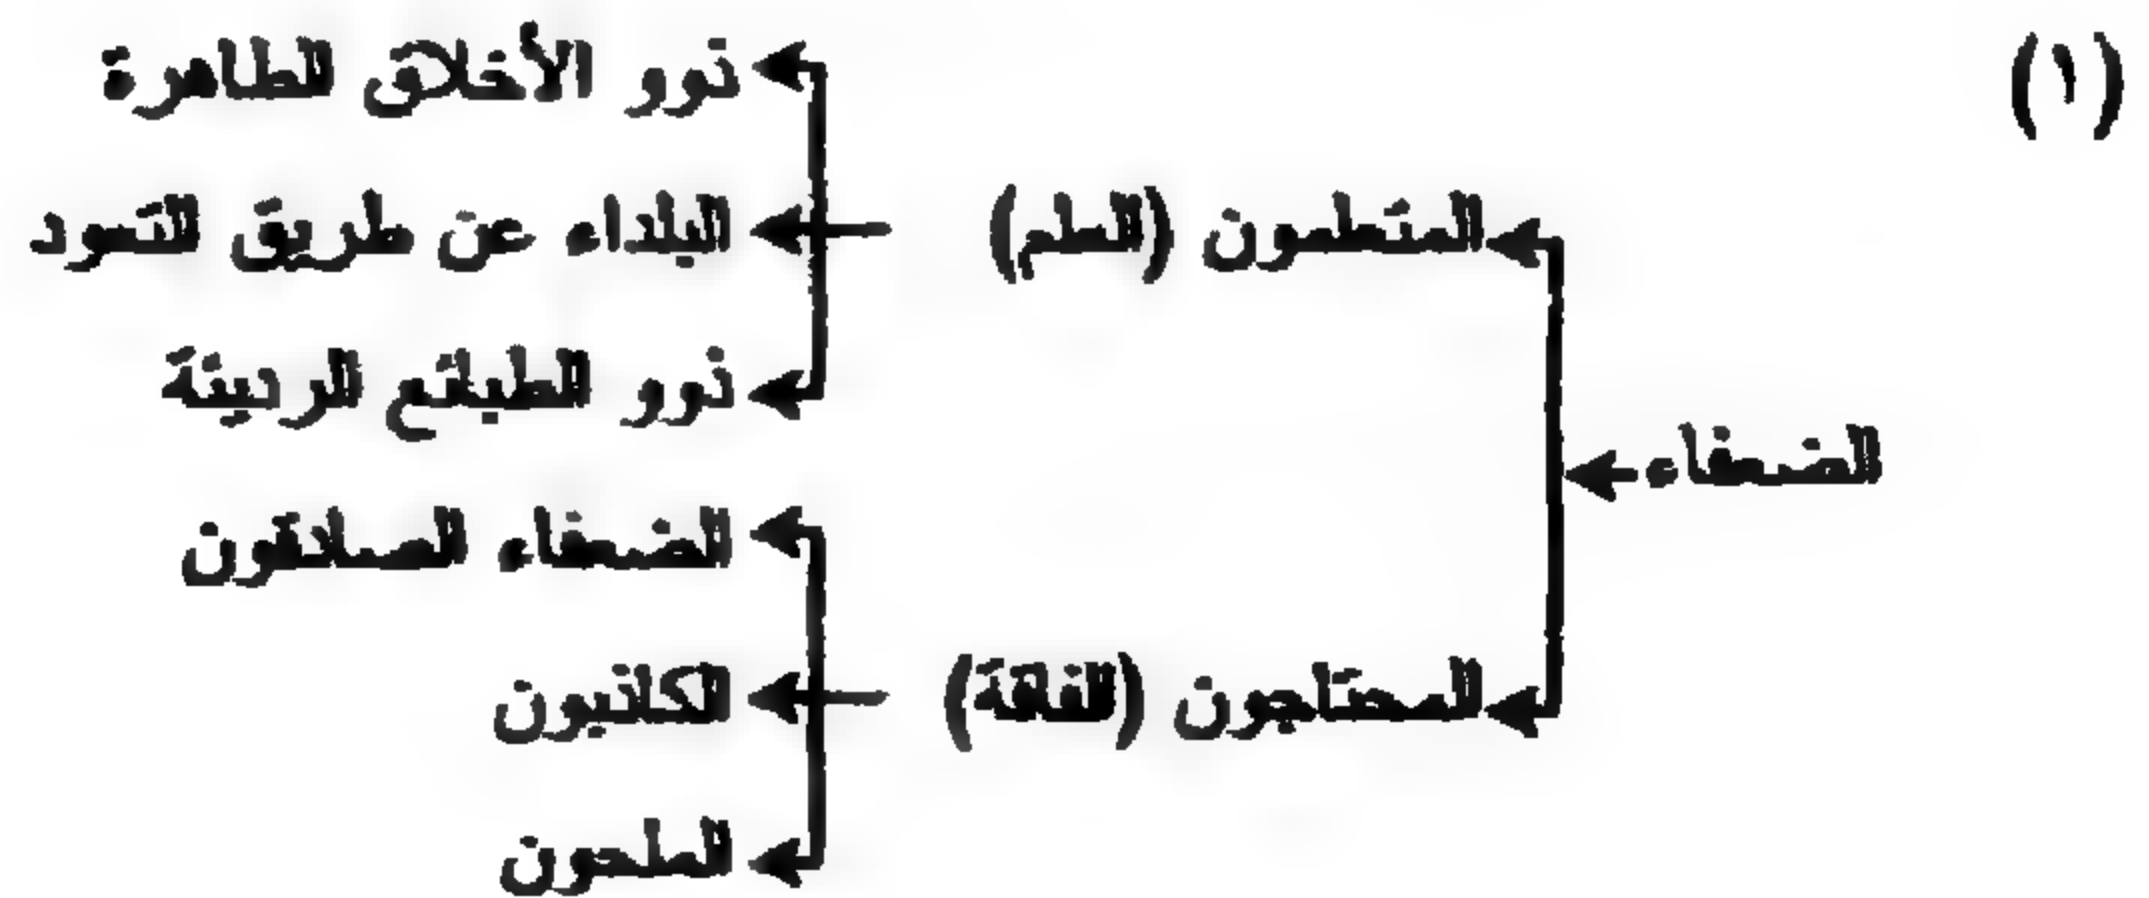 (١)
الضعفاء
المتعلمون (العلم)
ذوو الأخلاق الطاهرة
البلداء عن طريق التعود
ذوو الطبائع الرديئة
المحتاجون (الفاقة)
الضعفاء الصادقون
الكاذبون
الملحون